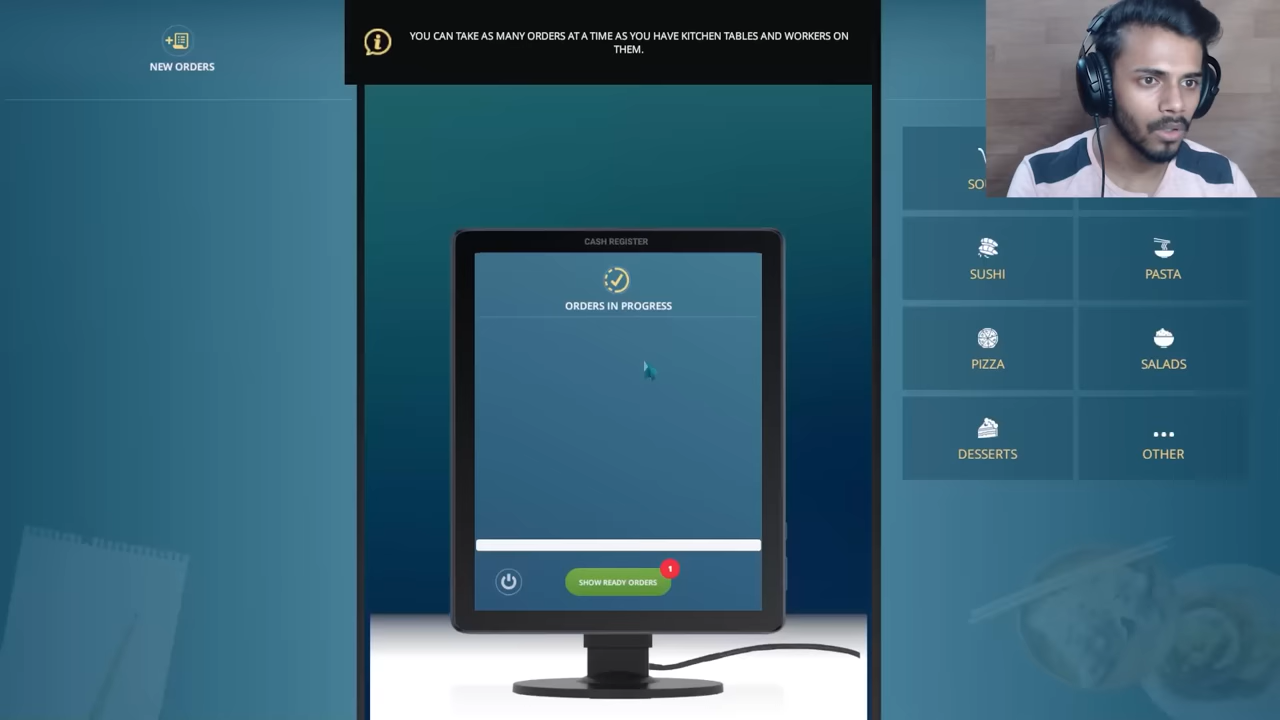 NEW ORDERS
YOU CAN TAKE AS MANY ORDERS AT A TIME AS YOU HAVE KITCHEN TABLES AND WORKERS ON
THEM.
CASH REGISTER
ORDERS IN PROGRESS
1
SHOW READY ORDERS
SUSHI
PASTA
PIZZA
SALADS
DESSERTS
OTHER